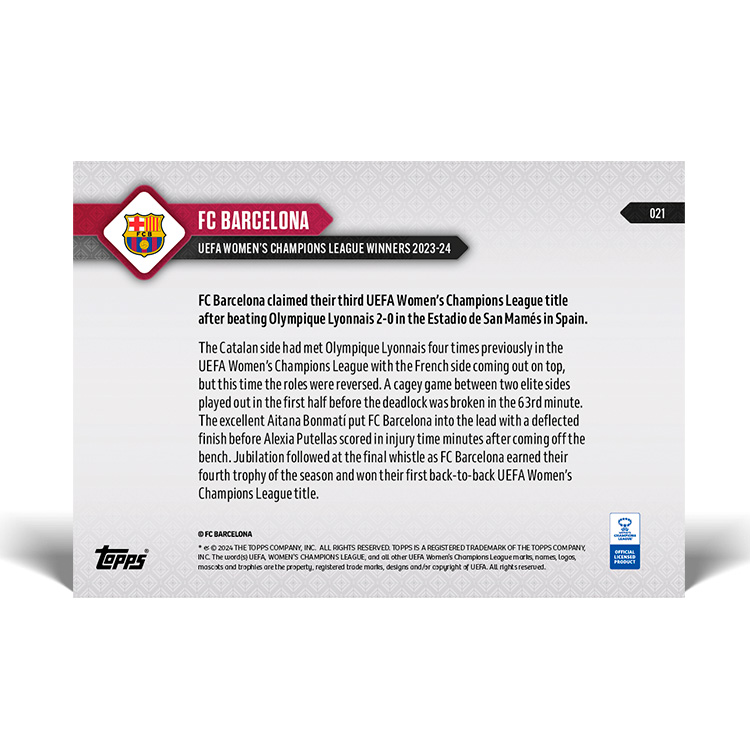 FCB
FC BARCELONA
UEFA WOMEN'S CHAMPIONS LEAGUE WINNERS 2023-24
021
FC Barcelona claimed their third UEFA Women's Champions League title
after beating Olympique Lyonnais 2-0 in the Estadio de San Mamés in Spain.
The Catalan side had met Olympique Lyonnais four times previously in the
UEFA Women's Champions League with the French side coming out on top,
but this time the roles were reversed. A cagey game between two elite sides
played out in the first half before the deadlock was broken in the 63rd minute.
The excellent Aitana Bonmatí put FC Barcelona into the lead with a deflected
finish before Alexia Putellas scored in injury time minutes after coming off the
bench. Jubilation followed at the final whistle as FC Barcelona earned their
fourth trophy of the season and won their first back-to-back UEFA Women's
Champions League title.
© FC BARCELONA
* & © 2024 THE TOPPS COMPANY, INC. ALL RIGHTS RESERVED. TOPPS IS A REGISTERED TRADEMARK OF THE TOPPS COMPANY,
INC. The word(s) UEFA, WOMEN'S CHAMPIONS LEAGUE, and all other UEFA Women's Champions League marks, names, logos,
mascots and trophies are the property, registered trade marks, designs and/or copyright of UEFA. All rights reserved.
Topps®
CHAMPIONS
LEAGUE
OFFICIAL
LICENSED
PRODUCT